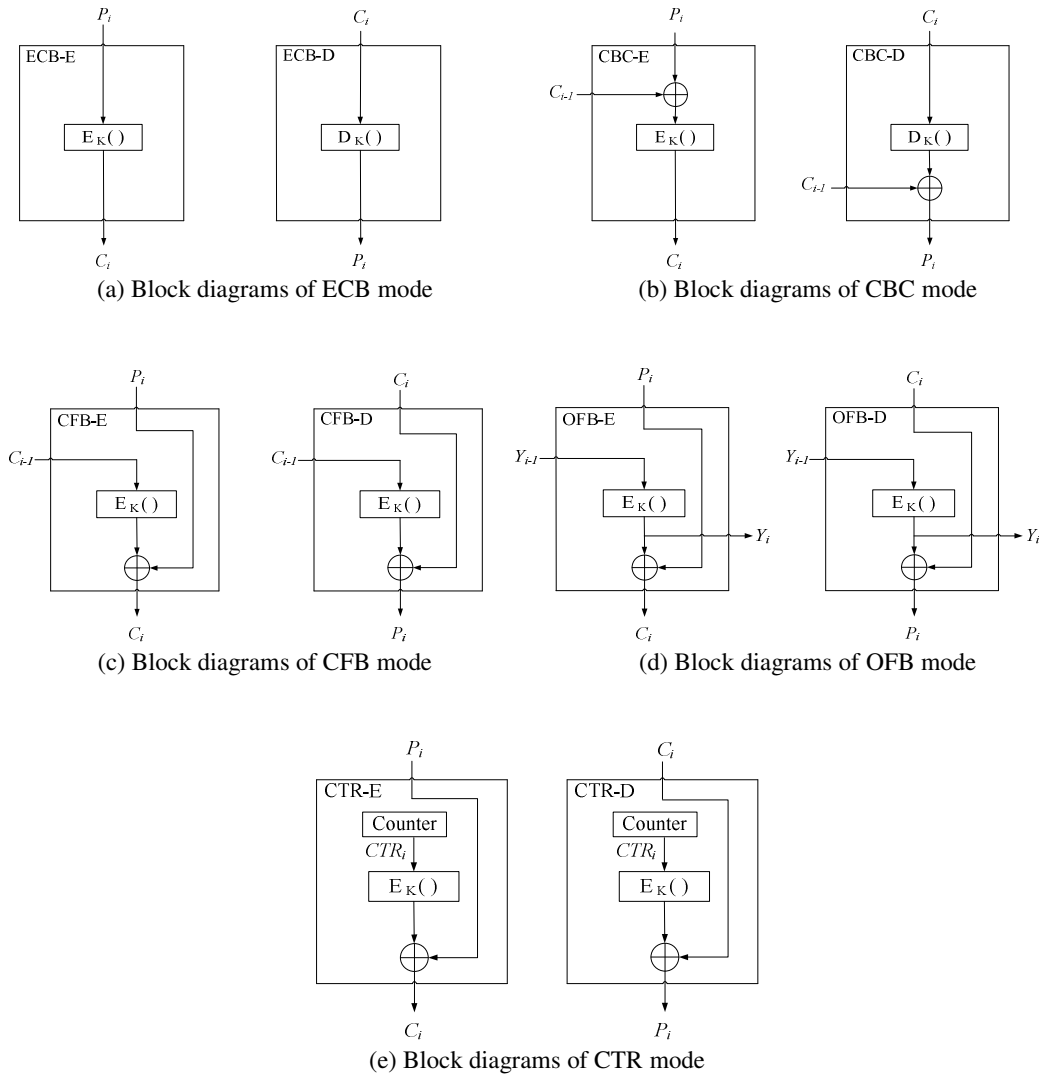 P_i C_i P_i C_i
ECB-E ECB-D CBC-E CBC-D
C_{i-1}
E_K( ) D_K( ) E_K( ) D_K( )
C_{i-1}
C_i P_i C_i P_i
(a) Block diagrams of ECB mode (b) Block diagrams of CBC mode
P_i C_i P_i C_i
CFB-E CFB-D OFB-E OFB-D
C_{i-1} C_{i-1} Y_{i-1} Y_{i-1}
E_K( ) E_K( ) E_K( ) E_K( )
Y_i Y_i
C_i P_i C_i P_i
(c) Block diagrams of CFB mode (d) Block diagrams of OFB mode
P_i C_i
CTR-E CTR-D
Counter Counter
CTR_i CTR_i
E_K( ) E_K( )
C_i P_i
(e) Block diagrams of CTR mode